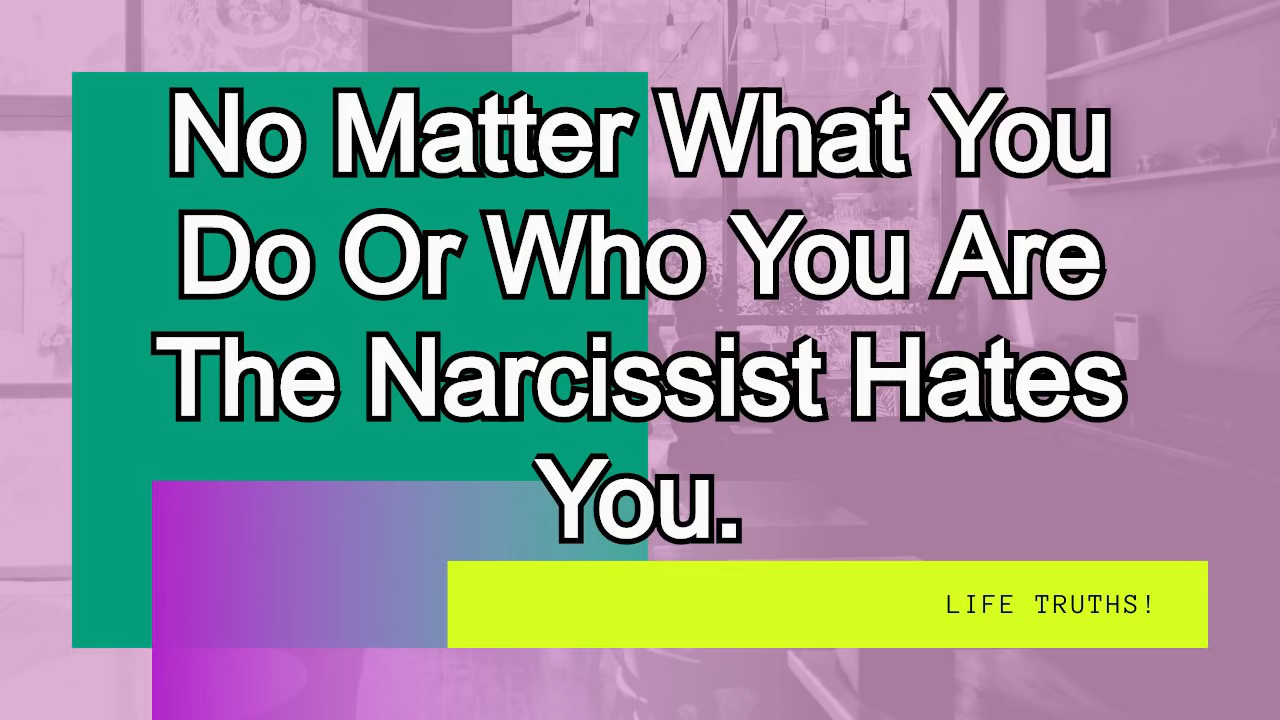 No Matter What You
Do Or Who You Are
The Narcissist Hates
You.
LIFE TRUTHS!